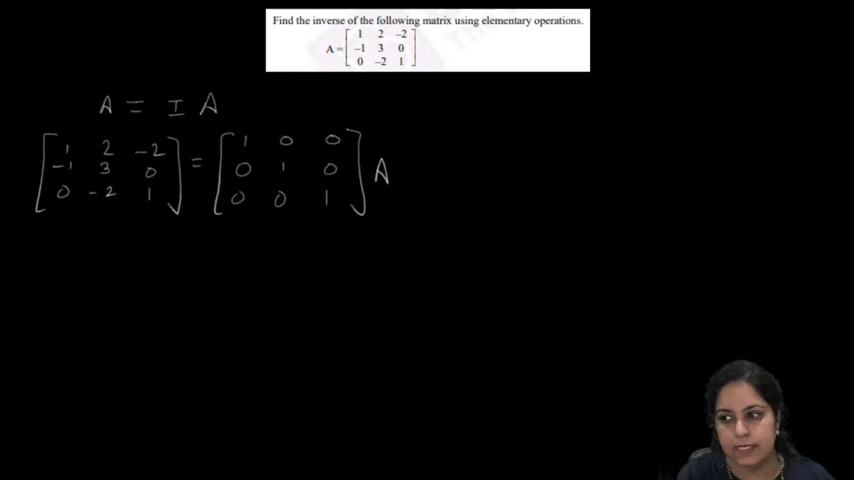 Find the inverse of the following matrix using elementary operations.
1 2 −2
A = −1 3 0
0 −2 1
A = I A
1 2 -2 1 0 0
-1 3 0 = 0 1 0 A
0 -2 1 0 0 1